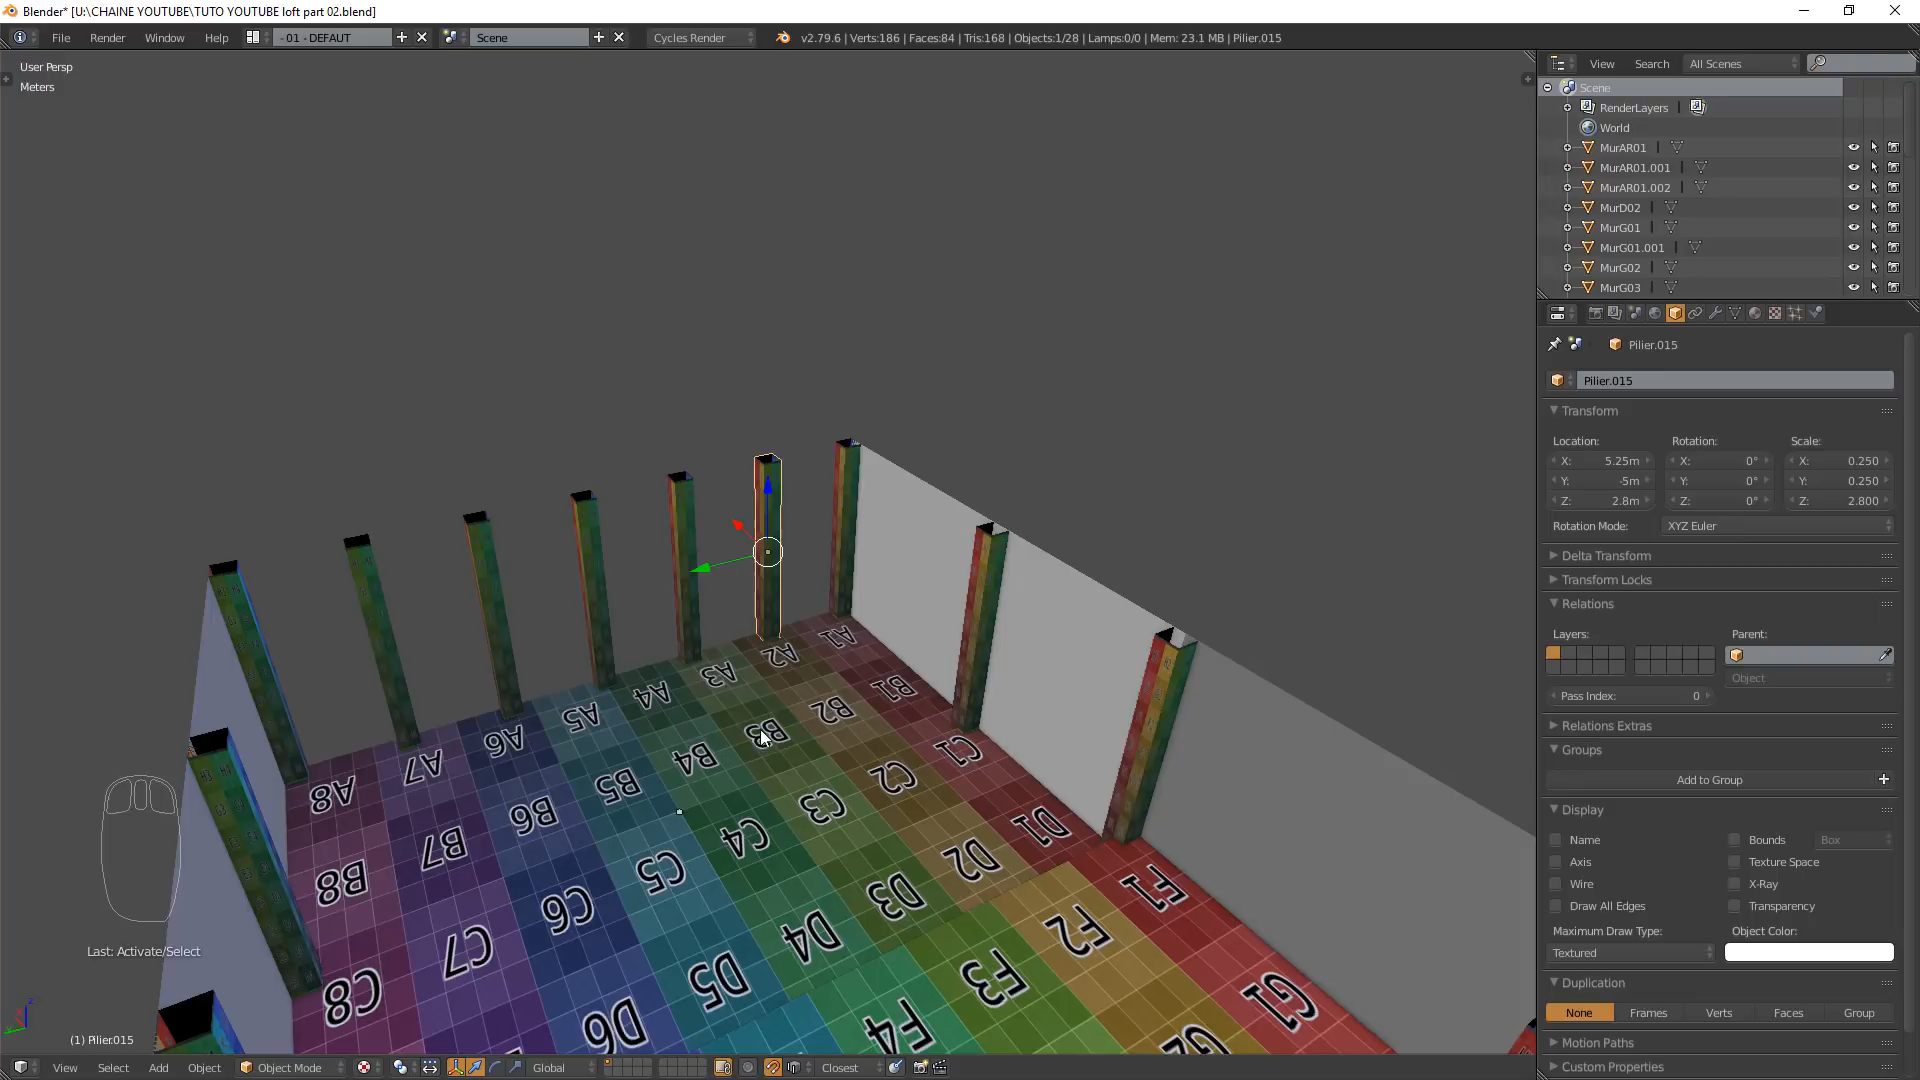 Blender* [U:\CHAINE YOUTUBE\TUTO YOUTUBE loft part 02.blend]
File Render Window Help - 01 - DEFAUT Scene Cycles Render v2.79.6 | Verts:186 | Faces:84 | Tris:168 | Objects:1/28 | Lamps:0/0 | Mem: 23.1 MB | Pilier.015
User Persp
Meters
View Search All Scenes
Scene
RenderLayers
World
MurAR01
MurAR01.001
MurAR01.002
MurD02
MurG01
MurG01.001
MurG02
MurG03
Pilier.015
Pilier.015
Transform
Location: Rotation: Scale:
X: 5.25m X: 0° X: 0.250
Y: -5m Y: 0° Y: 0.250
Z: 2.8m Z: 0° Z: 2.800
Rotation Mode: XYZ Euler
Delta Transform
Transform Locks
Relations
Layers: Parent:
Object
Pass Index: 0
Relations Extras
Groups
Add to Group
Display
Name Bounds Box
Axis Texture Space
Wire X-Ray
Draw All Edges Transparency
Maximum Draw Type: Object Color:
Textured
Duplication
None Frames Verts Faces Group
Motion Paths
Custom Properties
A8 A7 A6 A5 A4 A3 A2 A1
B8 B7 B6 B5 B4 B3 B2 B1
C8 C7 C6 C5 C4 C3 C2 C1
D6 D5 D4 D3 D2 D1
F4 E3 E2 E1
G1
Last: Activate/Select
(1) Pilier.015
View Select Add Object Object Mode Global Closest